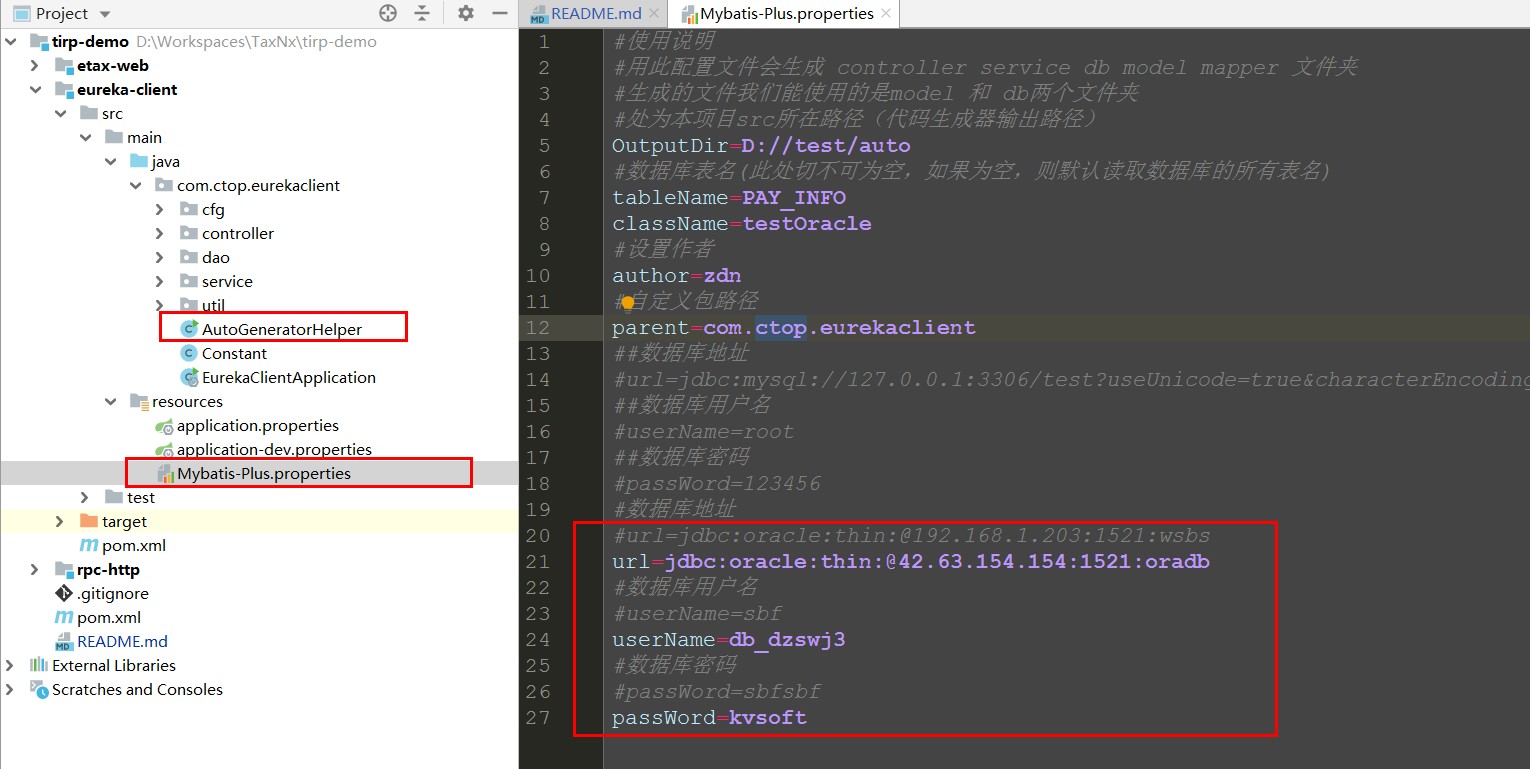 Project
tirp-demo D:\Workspaces\TaxNx\tirp-demo
etax-web
eureka-client
src
main
java
com.ctop.eurekaclient
cfg
controller
dao
service
util
AutoGeneratorHelper
Constant
EurekaClientApplication
resources
application.properties
application-dev.properties
Mybatis-Plus.properties
test
target
pom.xml
rpc-http
.gitignore
pom.xml
README.md
External Libraries
Scratches and Consoles
README.md
Mybatis-Plus.properties
1 #使用说明
2 #用此配置文件会生成 controller service db model mapper 文件夹
3 #生成的文件我们能使用的是model 和 db两个文件夹
4 #处为本项目src所在路径（代码生成器输出路径）
5 OutputDir=D://test/auto
6 #数据库表名(此处切不可为空，如果为空，则默认读取数据库的所有表名)
7 tableName=PAY_INFO
8 className=testOracle
9 #设置作者
10 author=zdn
11 #自定义包路径
12 parent=com.ctop.eurekaclient
13 ##数据库地址
14 #url=jdbc:mysql://127.0.0.1:3306/test?useUnicode=true&characterEncoding
15 ##数据库用户名
16 #userName=root
17 ##数据库密码
18 #passWord=123456
19 #数据库地址
20 #url=jdbc:oracle:thin:@192.168.1.203:1521:wsbs
21 url=jdbc:oracle:thin:@42.63.154.154:1521:oradb
22 #数据库用户名
23 #userName=sbf
24 userName=db_dzswj3
25 #数据库密码
26 #passWord=sbfsbf
27 passWord=kvsoft